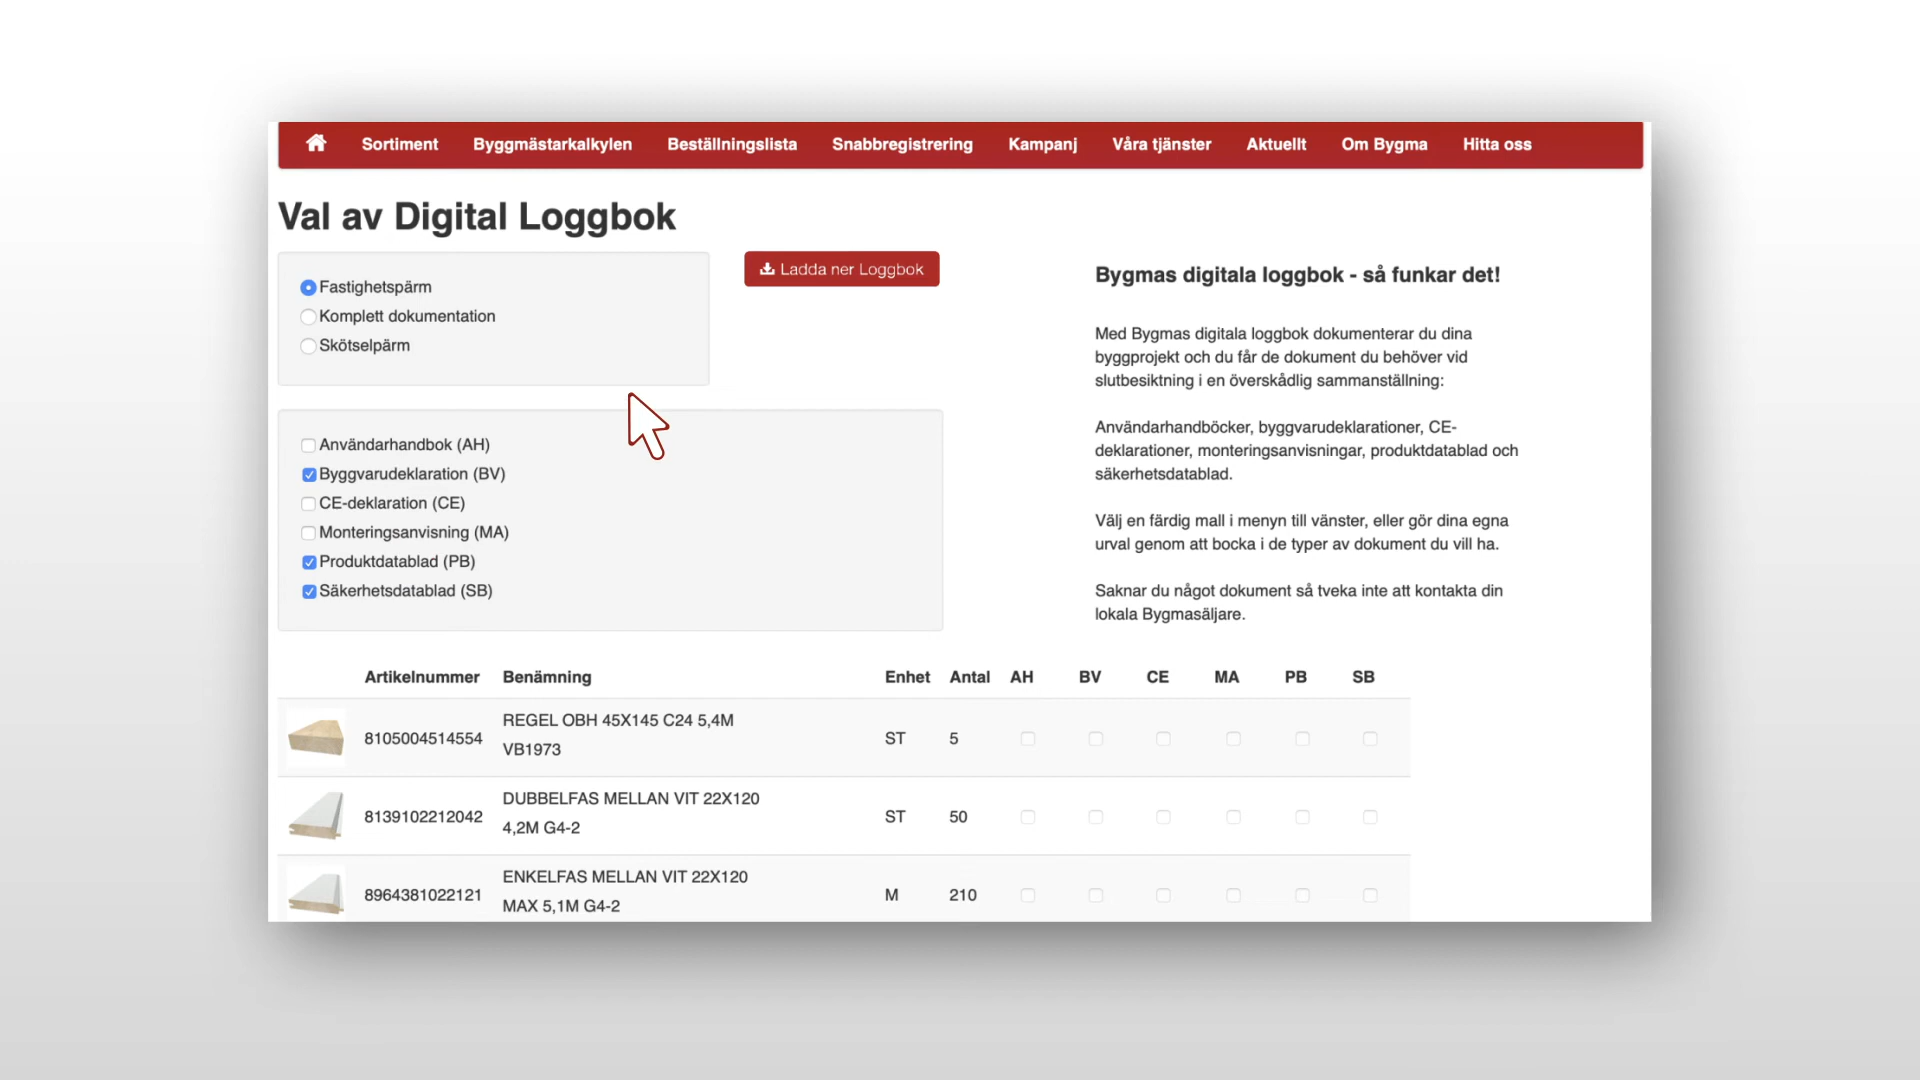 Sortiment Byggmästarkalkylen Beställningslista Snabbregistrering Kampanj Våra tjänster Aktuellt Om Bygma Hitta oss
Val av Digital Loggbok
Fastighetspärm
Komplett dokumentation
Skötselpärm
Ladda ner Loggbok
Användarhandbok (AH)
Byggvarudeklaration (BV)
CE-deklaration (CE)
Monteringsanvisning (MA)
Produktdatablad (PB)
Säkerhetsdatablad (SB)
Bygmas digitala loggbok - så funkar det!
Med Bygmas digitala loggbok dokumenterar du dina
byggprojekt och du får de dokument du behöver vid
slutbesiktning i en överskådlig sammanställning:
Användarhandböcker, byggvarudeklarationer, CE-
deklarationer, monteringsanvisningar, produktdatablad och
säkerhetsdatablad.
Välj en färdig mall i menyn till vänster, eller gör dina egna
urval genom att bocka i de typer av dokument du vill ha.
Saknar du något dokument så tveka inte att kontakta din
lokala Bygmasäljare.
Artikelnummer Benämning Enhet Antal AH BV CE MA PB SB
8105004514554 REGEL OBH 45X145 C24 5,4M ST 5
VB1973
8139102212042 DUBBELFAS MELLAN VIT 22X120 ST 50
4,2M G4-2
8964381022121 ENKELFAS MELLAN VIT 22X120 M 210
MAX 5,1M G4-2